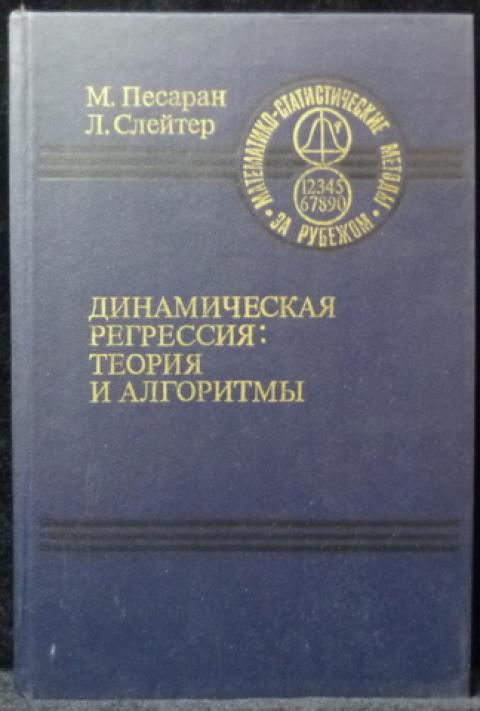 М. Песаран
Л. Слейтер
МАТЕМАТИКО-СТАТИСТИЧЕСКИЕ МЕТОДЫ
• ЗА РУБЕЖОМ •
12345
67890
ДИНАМИЧЕСКАЯ
РЕГРЕССИЯ:
ТЕОРИЯ
И АЛГОРИТМЫ